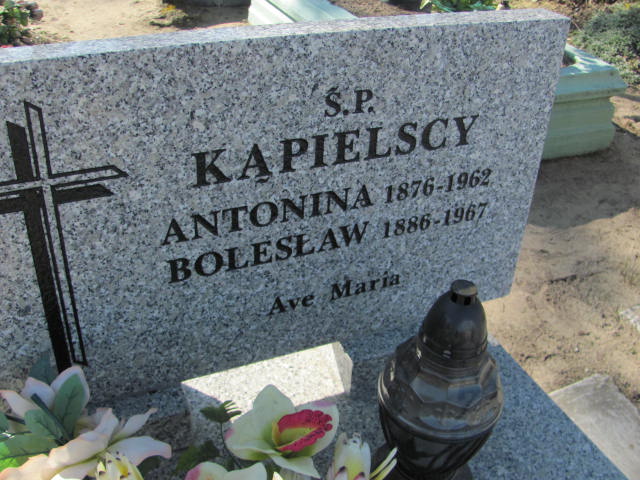 Ś.P.
KĄPIELSCY
ANTONINA 1876-1962
BOLESŁAW 1886-1967
Ave Maria